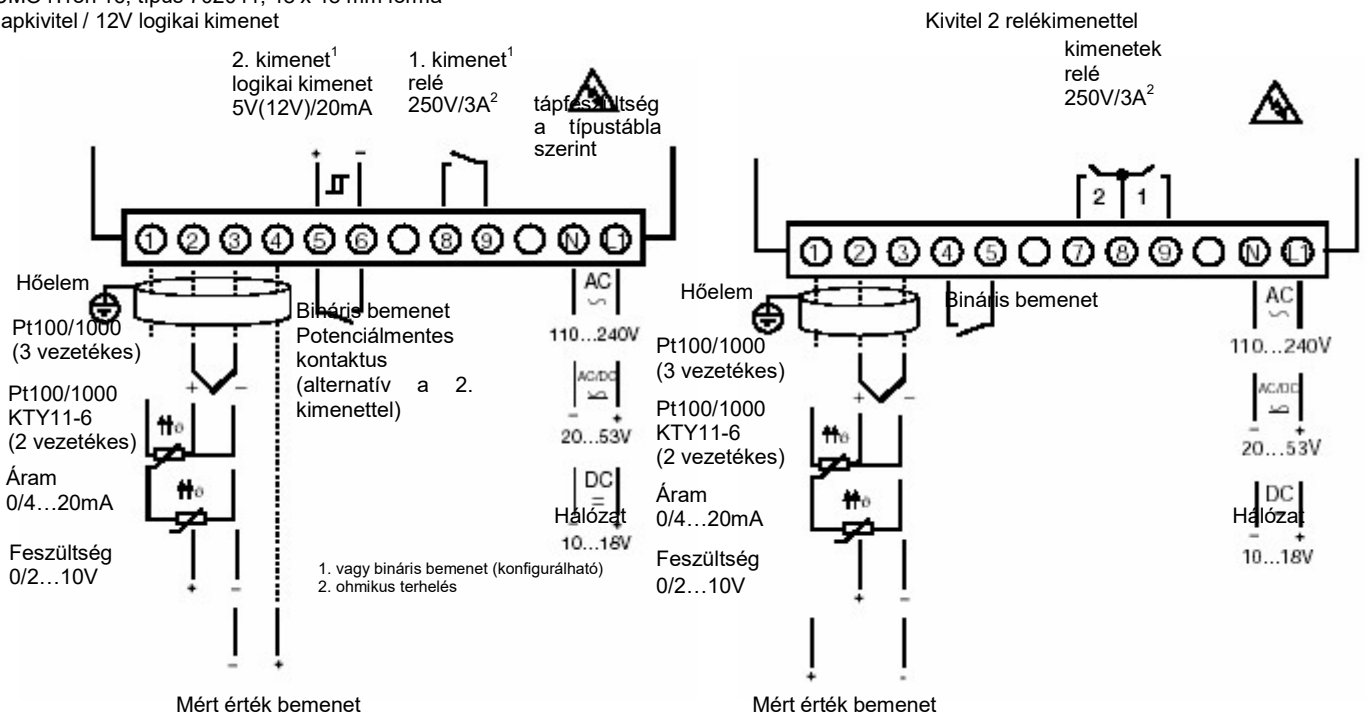 apkivitel / 12V logikai kimenet
2. kimenet1
logikai kimenet
5V(12V)/20mA
1. kimenet1
relé
250V/3A2
tápfeszültség
a típustábla
szerint
+ −
1 2 3 4 5 6 8 9 N L1
Hőelem
Pt100/1000
(3 vezetékes)
Pt100/1000
KTY11-6
(2 vezetékes)
Áram
0/4…20mA
Feszültség
0/2…10V
+ −
ϑ
ϑ
+ −
− +
Bináris bemenet
Potenciálmentes
kontaktus
(alternatív a 2.
kimenettel)
AC
110...240V
AC/DC
− +
20...53V
DC
Hálózat
− +
10...18V
1. vagy bináris bemenet (konfigurálható)
2. ohmikus terhelés
Mért érték bemenet
Kivitel 2 relékimenettel
kimenetek
relé
250V/3A2
2 1
1 2 3 4 5 7 8 9 N L1
Hőelem
Pt100/1000
(3 vezetékes)
Pt100/1000
KTY11-6
(2 vezetékes)
Áram
0/4…20mA
Feszültség
0/2…10V
+ −
ϑ
ϑ
+ −
+ -
Bináris bemenet
AC
110...240V
AC/DC
− +
20...53V
DC
Hálózat
− +
10...18V
Mért érték bemenet